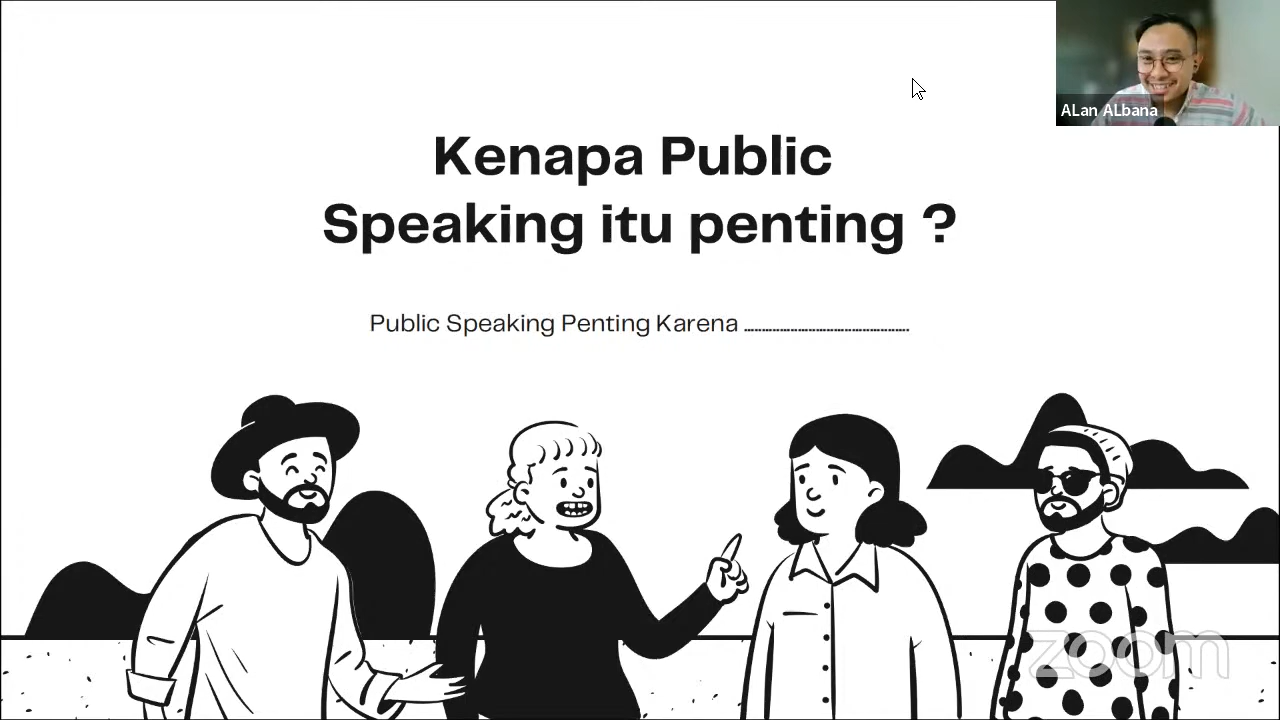 ALan ALbana
Kenapa Public
Speaking itu penting ?
Public Speaking Penting Karena ..............................................
zoom